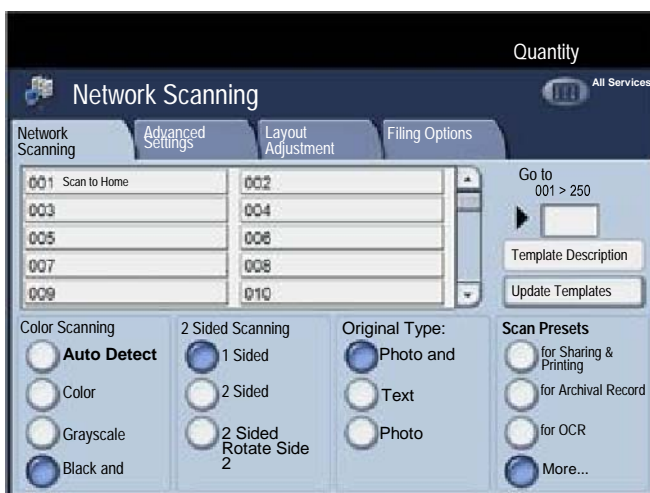 Quantity
Network Scanning
All Services
Network
Scanning
Advanced
Settings
Layout
Adjustment
Filing Options
001 Scan to Home
002
003
004
005
006
007
008
009
010
Go to
001 > 250
Template Description
Update Templates
Color Scanning
Auto Detect
Color
Grayscale
Black and
2 Sided Scanning
1 Sided
2 Sided
2 Sided
Rotate Side
2
Original Type:
Photo and
Text
Photo
Scan Presets
for Sharing &
Printing
for Archival Record
for OCR
More...